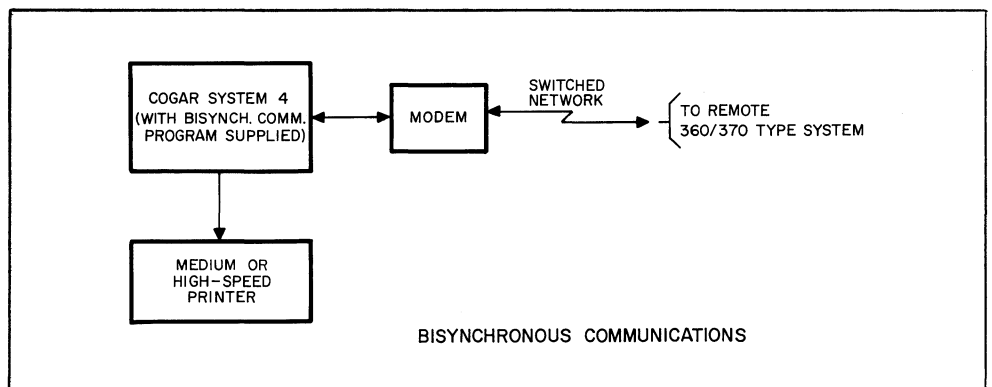 COGAR SYSTEM 4
(WITH BISYNCH. COMM.
PROGRAM SUPPLIED)
MODEM
SWITCHED
NETWORK
TO REMOTE
360/370 TYPE SYSTEM
MEDIUM OR
HIGH-SPEED
PRINTER
BISYNCHRONOUS COMMUNICATIONS